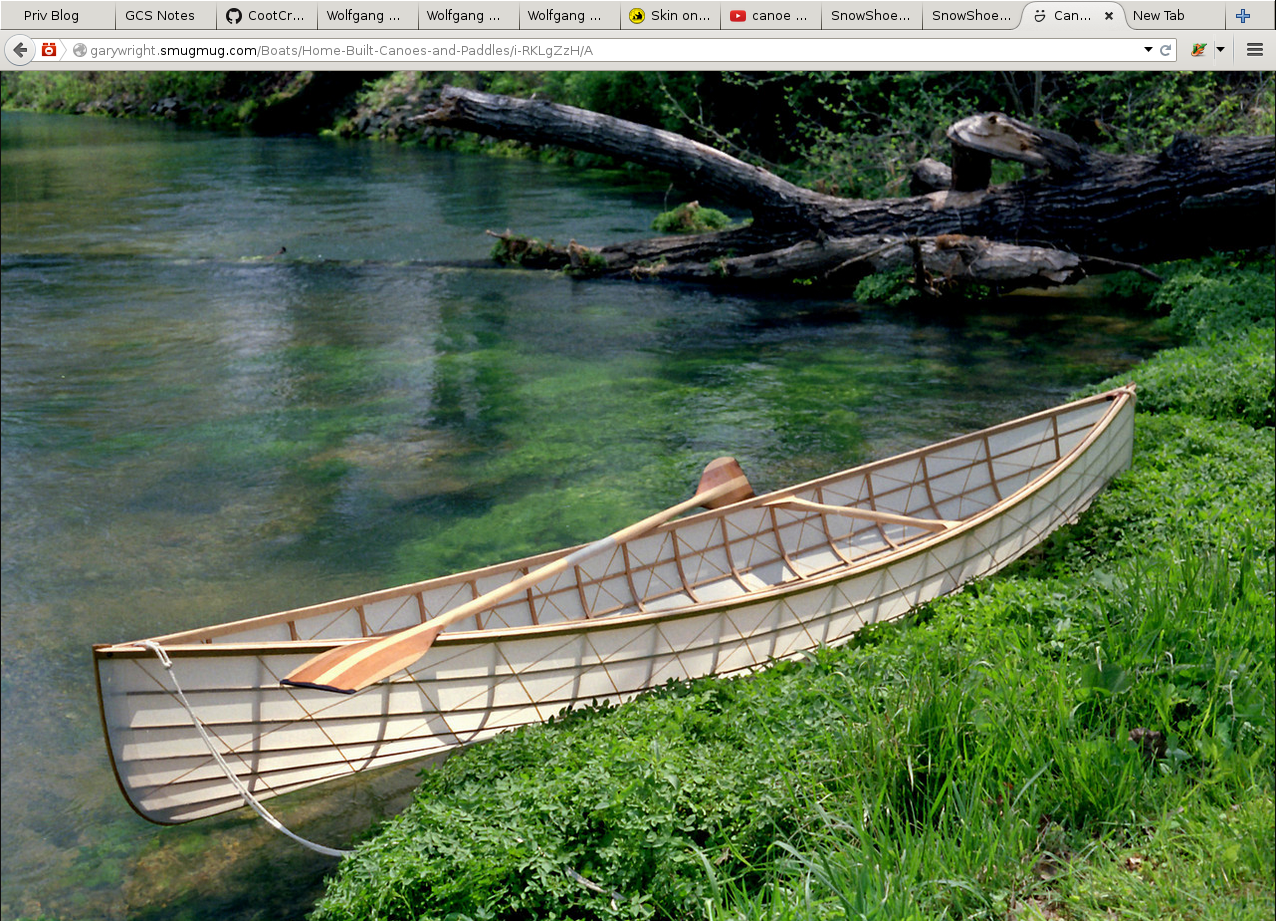 Priv Blog GCS Notes CootCr... Wolfgang ... Wolfgang ... Wolfgang ... Skin on... canoe ... SnowShoe... SnowShoe... Can... New Tab
garywright.smugmug.com/Boats/Home-Built-Canoes-and-Paddles/i-RKLgZzH/A